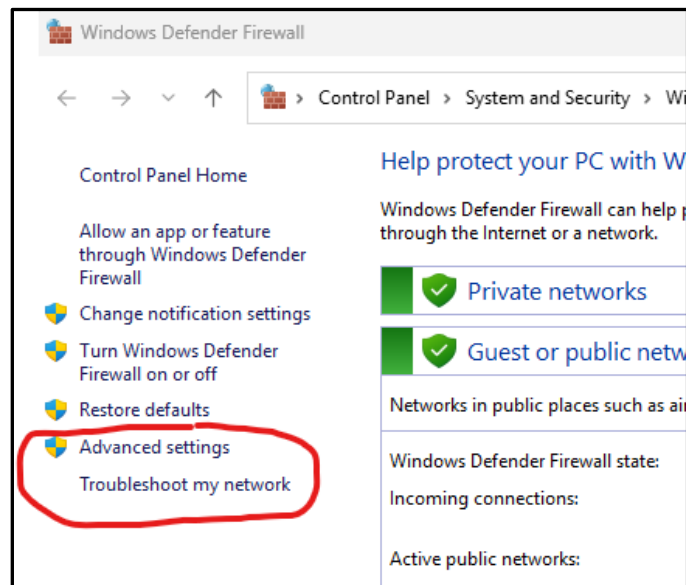 Windows Defender Firewall
Control Panel > System and Security >
Control Panel Home
Allow an app or feature
through Windows Defender
Firewall
Change notification settings
Turn Windows Defender
Firewall on or off
Restore defaults
Advanced settings
Troubleshoot my network
Help protect your PC with
Windows Defender Firewall can help
through the Internet or a network.
Private networks
Guest or public
Networks in public places such as
Windows Defender Firewall state:
Incoming connections:
Active public networks: